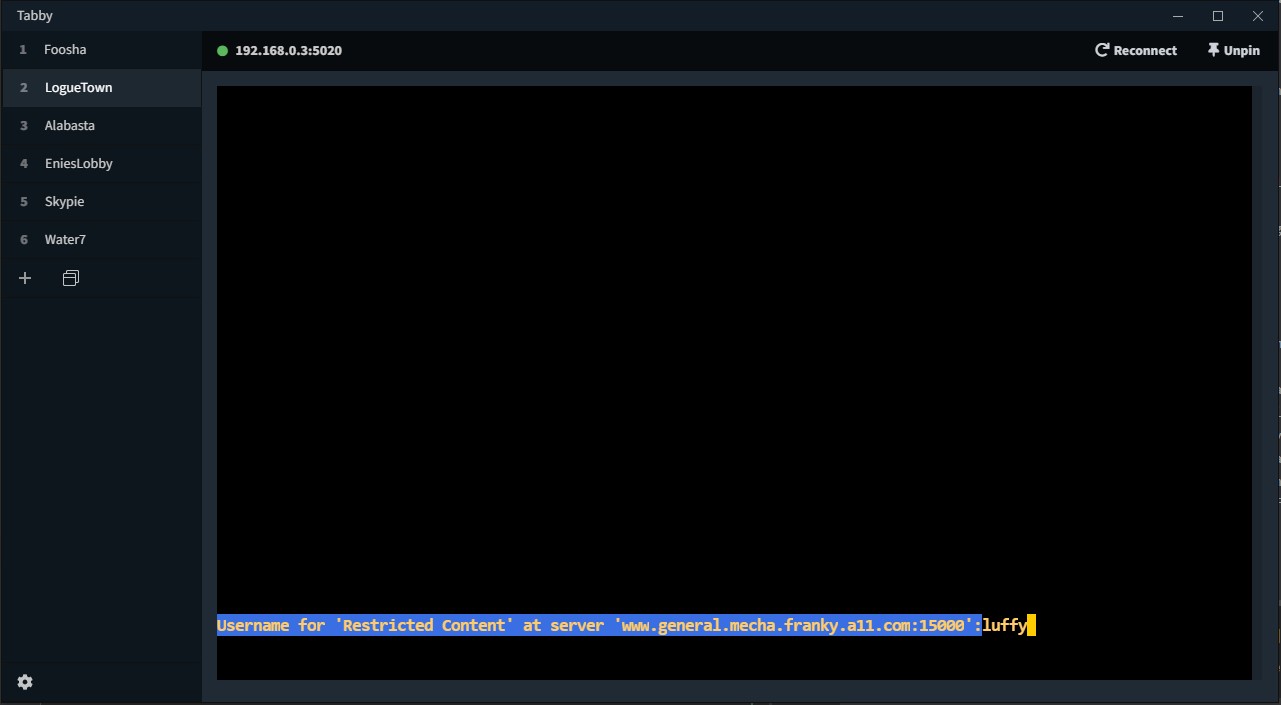 Tabby
1 Foosha
2 LogueTown
3 Alabasta
4 EniesLobby
5 Skypie
6 Water7
192.168.0.3:5020
Reconnect
Unpin
Username for 'Restricted Content' at server 'www.general.mecha.franky.a11.com:15000':luffy